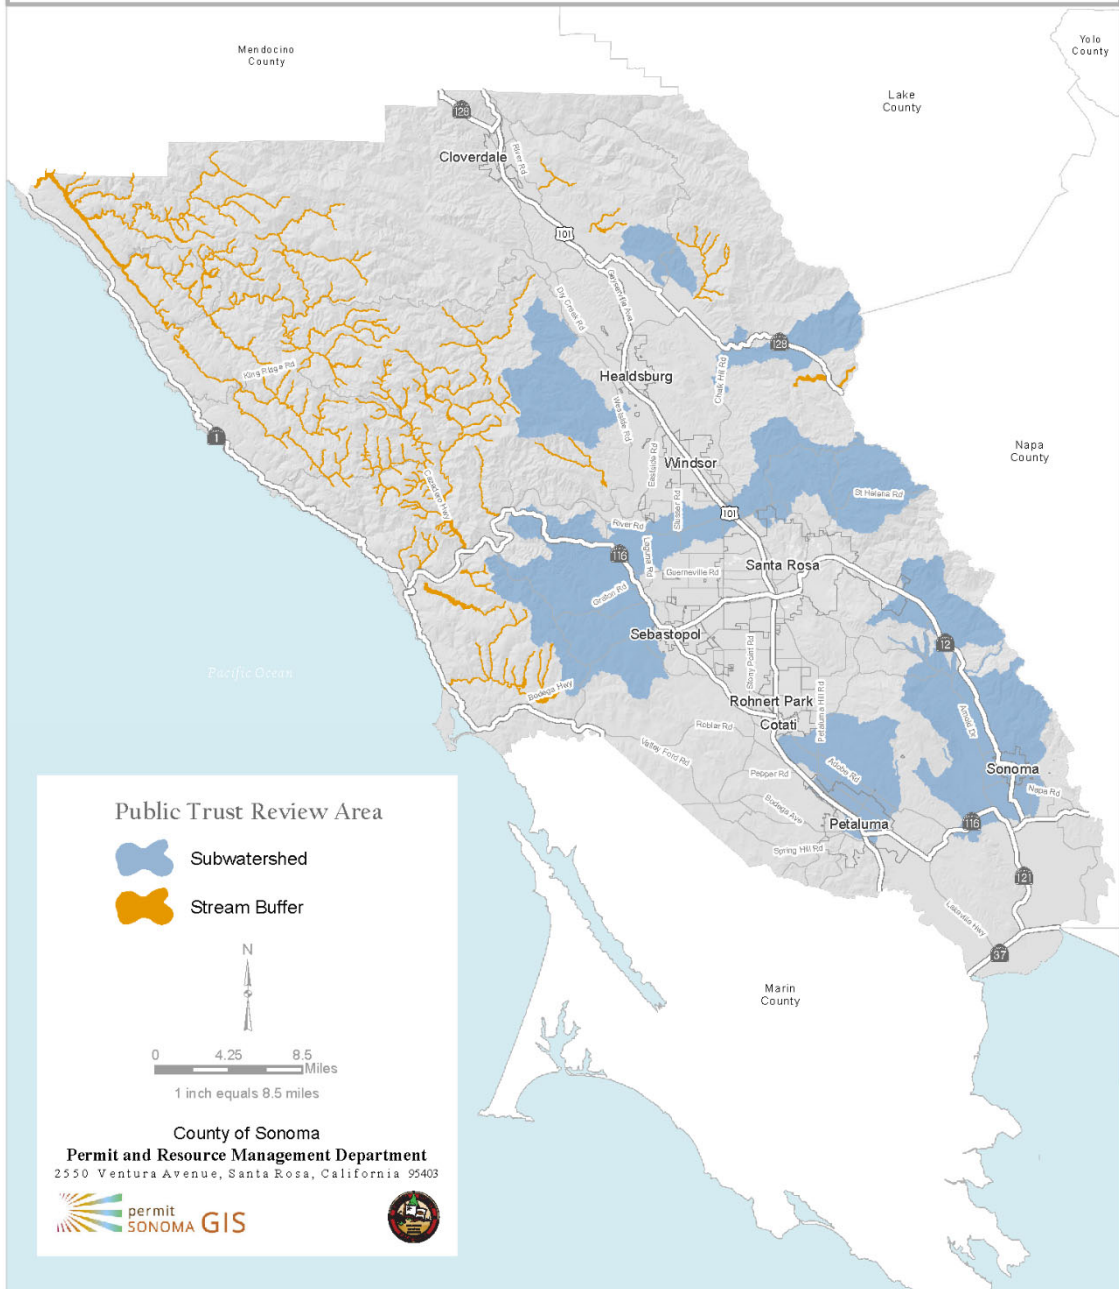 Mendocino
County
Yolo
County
Lake
County
128
Cloverdale
River Rd
101
Geyserville Ave
Dry Creek Rd
128
King Ridge Rd
Chalk Hill Rd
Healdsburg
Westside Rd
1
Napa
County
Eastside Rd
Windsor
Cazadero Hwy
St Helena Rd
Slusser Rd
101
River Rd
116
Laguna Rd
Guerneville Rd
Santa Rosa
Graton Rd
Sebastopol
12
Stony Point Rd
Pacific Ocean
Bodega Hwy
Petaluma Hill Rd
Rohnert Park
Cotati
Arnold Dr
Roblar Rd
Valley Ford Rd
Adobe Rd
Pepper Rd
Sonoma
Napa Rd
Bodega Ave
Petaluma
116
Spring Hill Rd
121
Lakeville Hwy
37
Marin
County
Public Trust Review Area
Subwatershed
Stream Buffer
N
0 4.25 8.5
Miles
1 inch equals 8.5 miles
County of Sonoma
Permit and Resource Management Department
2550 Ventura Avenue, Santa Rosa, California 95403
permit
SONOMA GIS